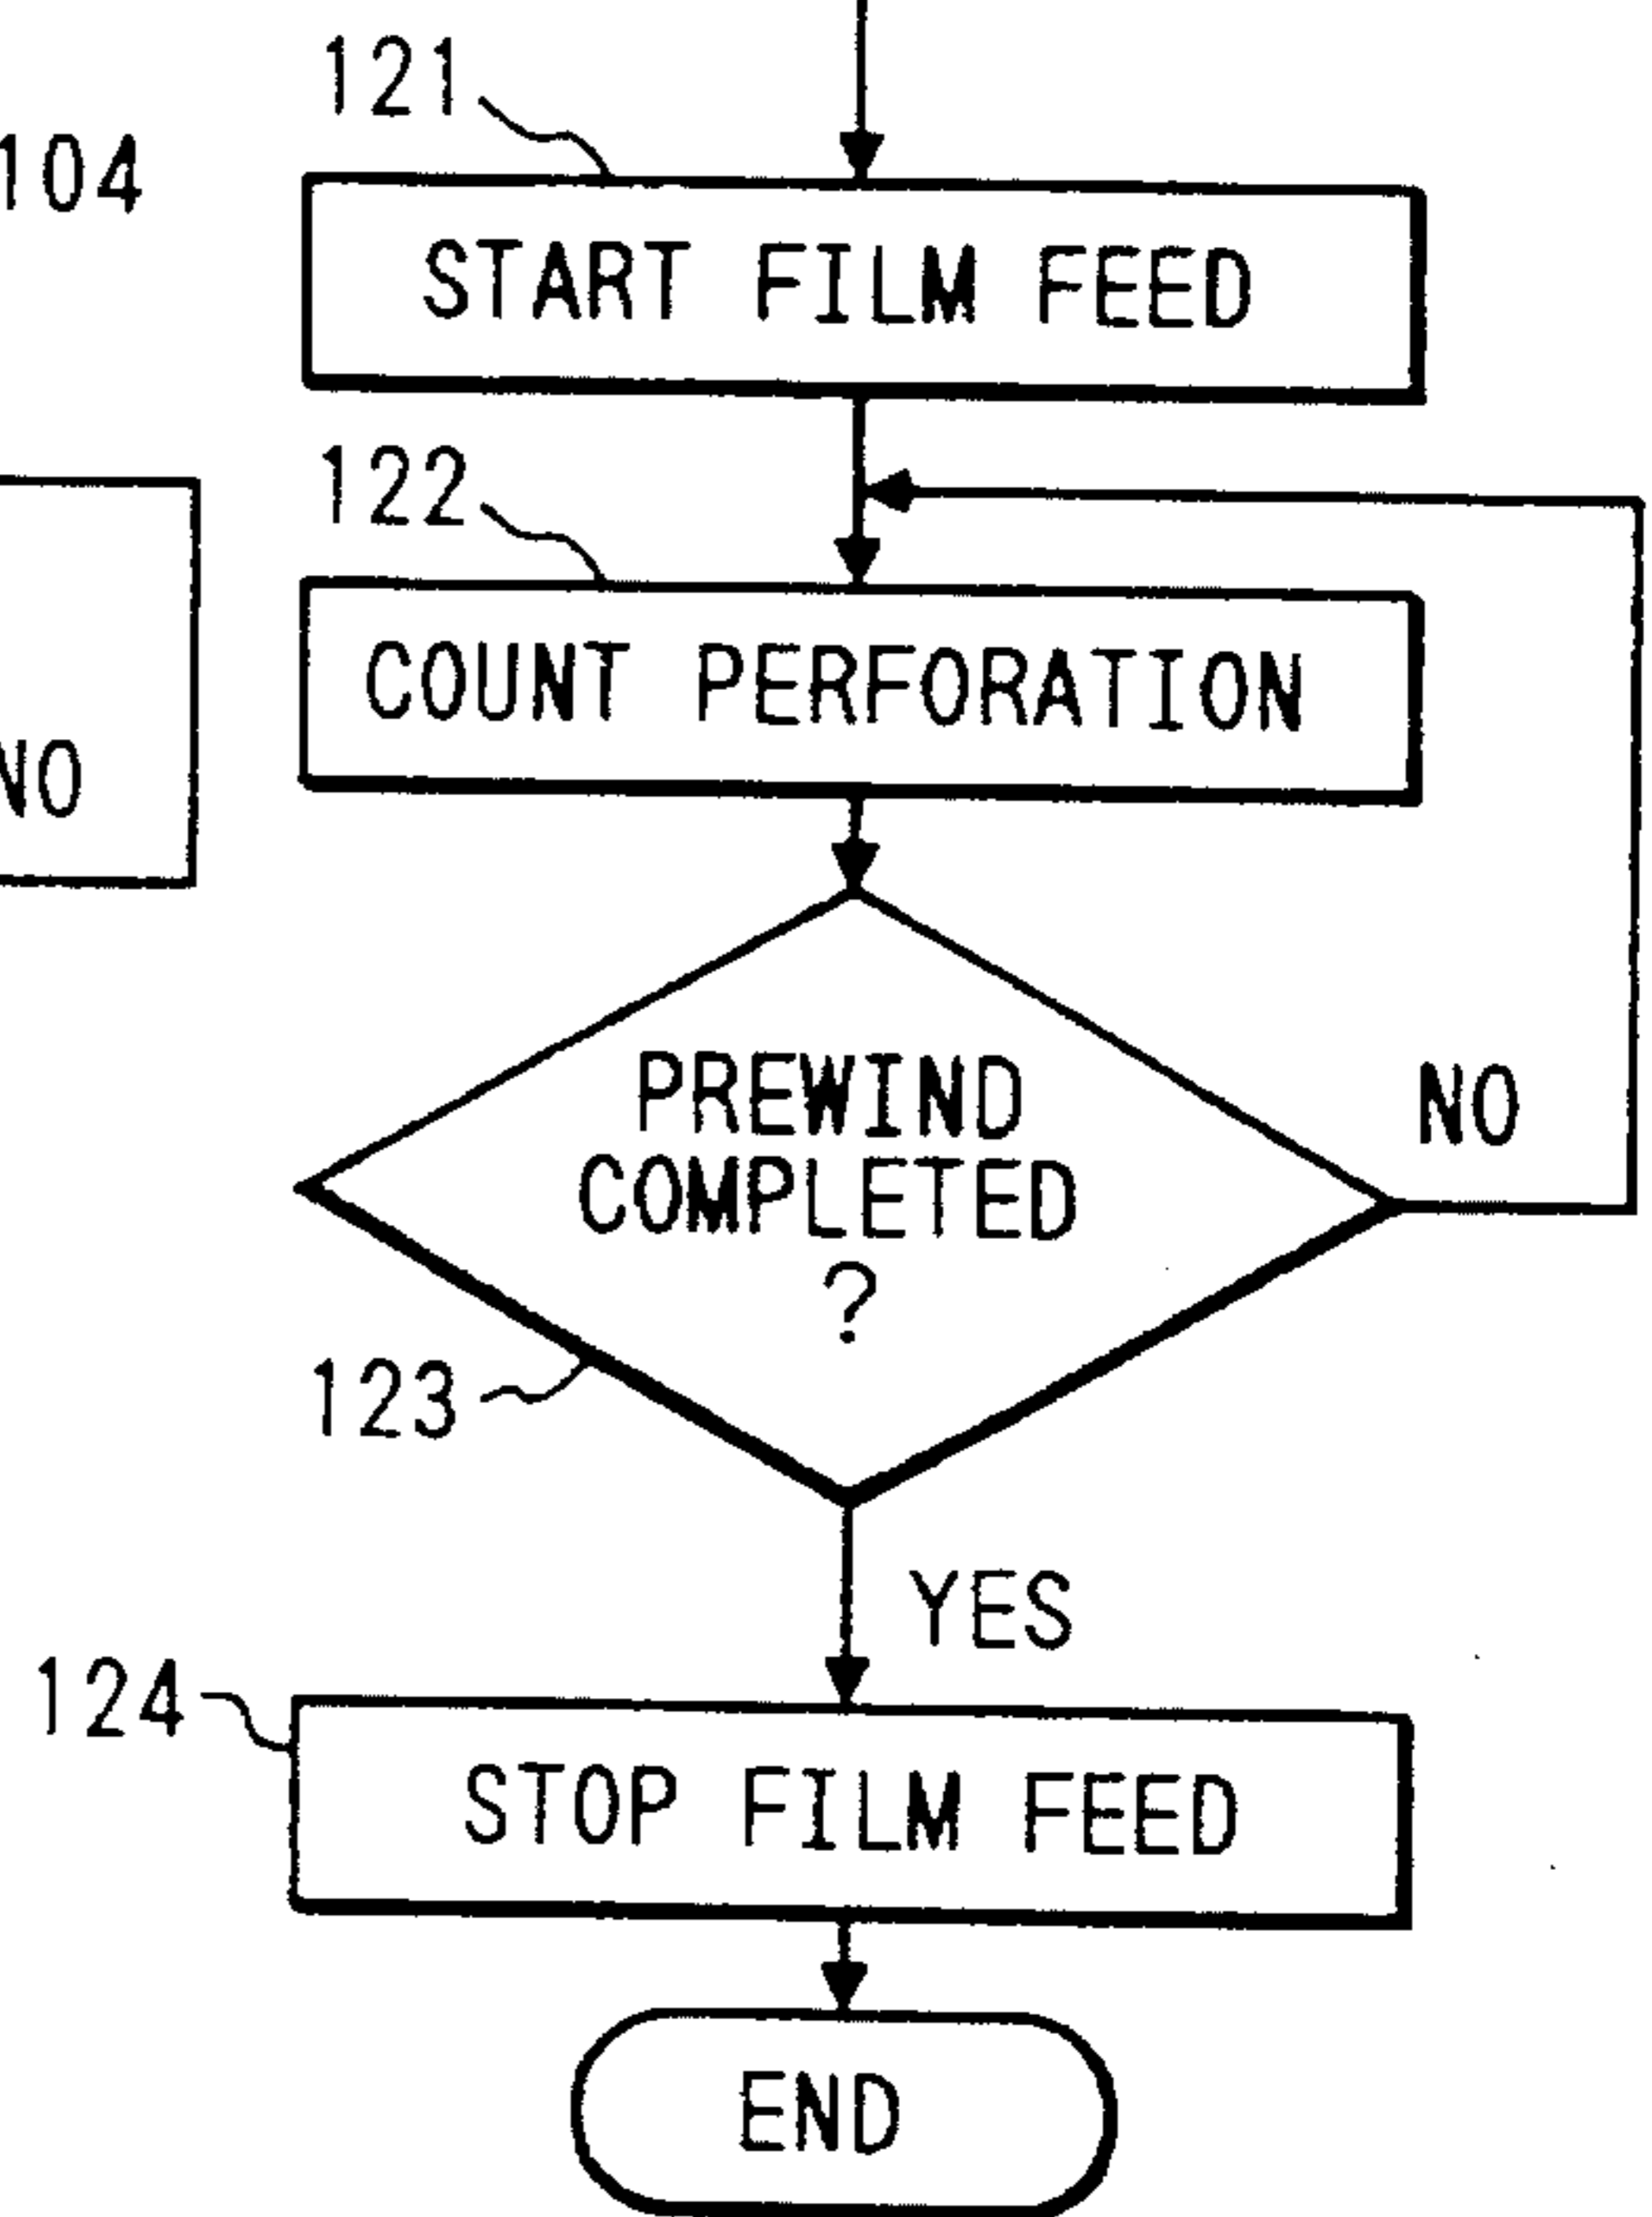 121
104
START FILM FEED
122
COUNT PERFORATION
NO
PREWIND
COMPLETED
?
NO
123
YES
124
STOP FILM FEED
END